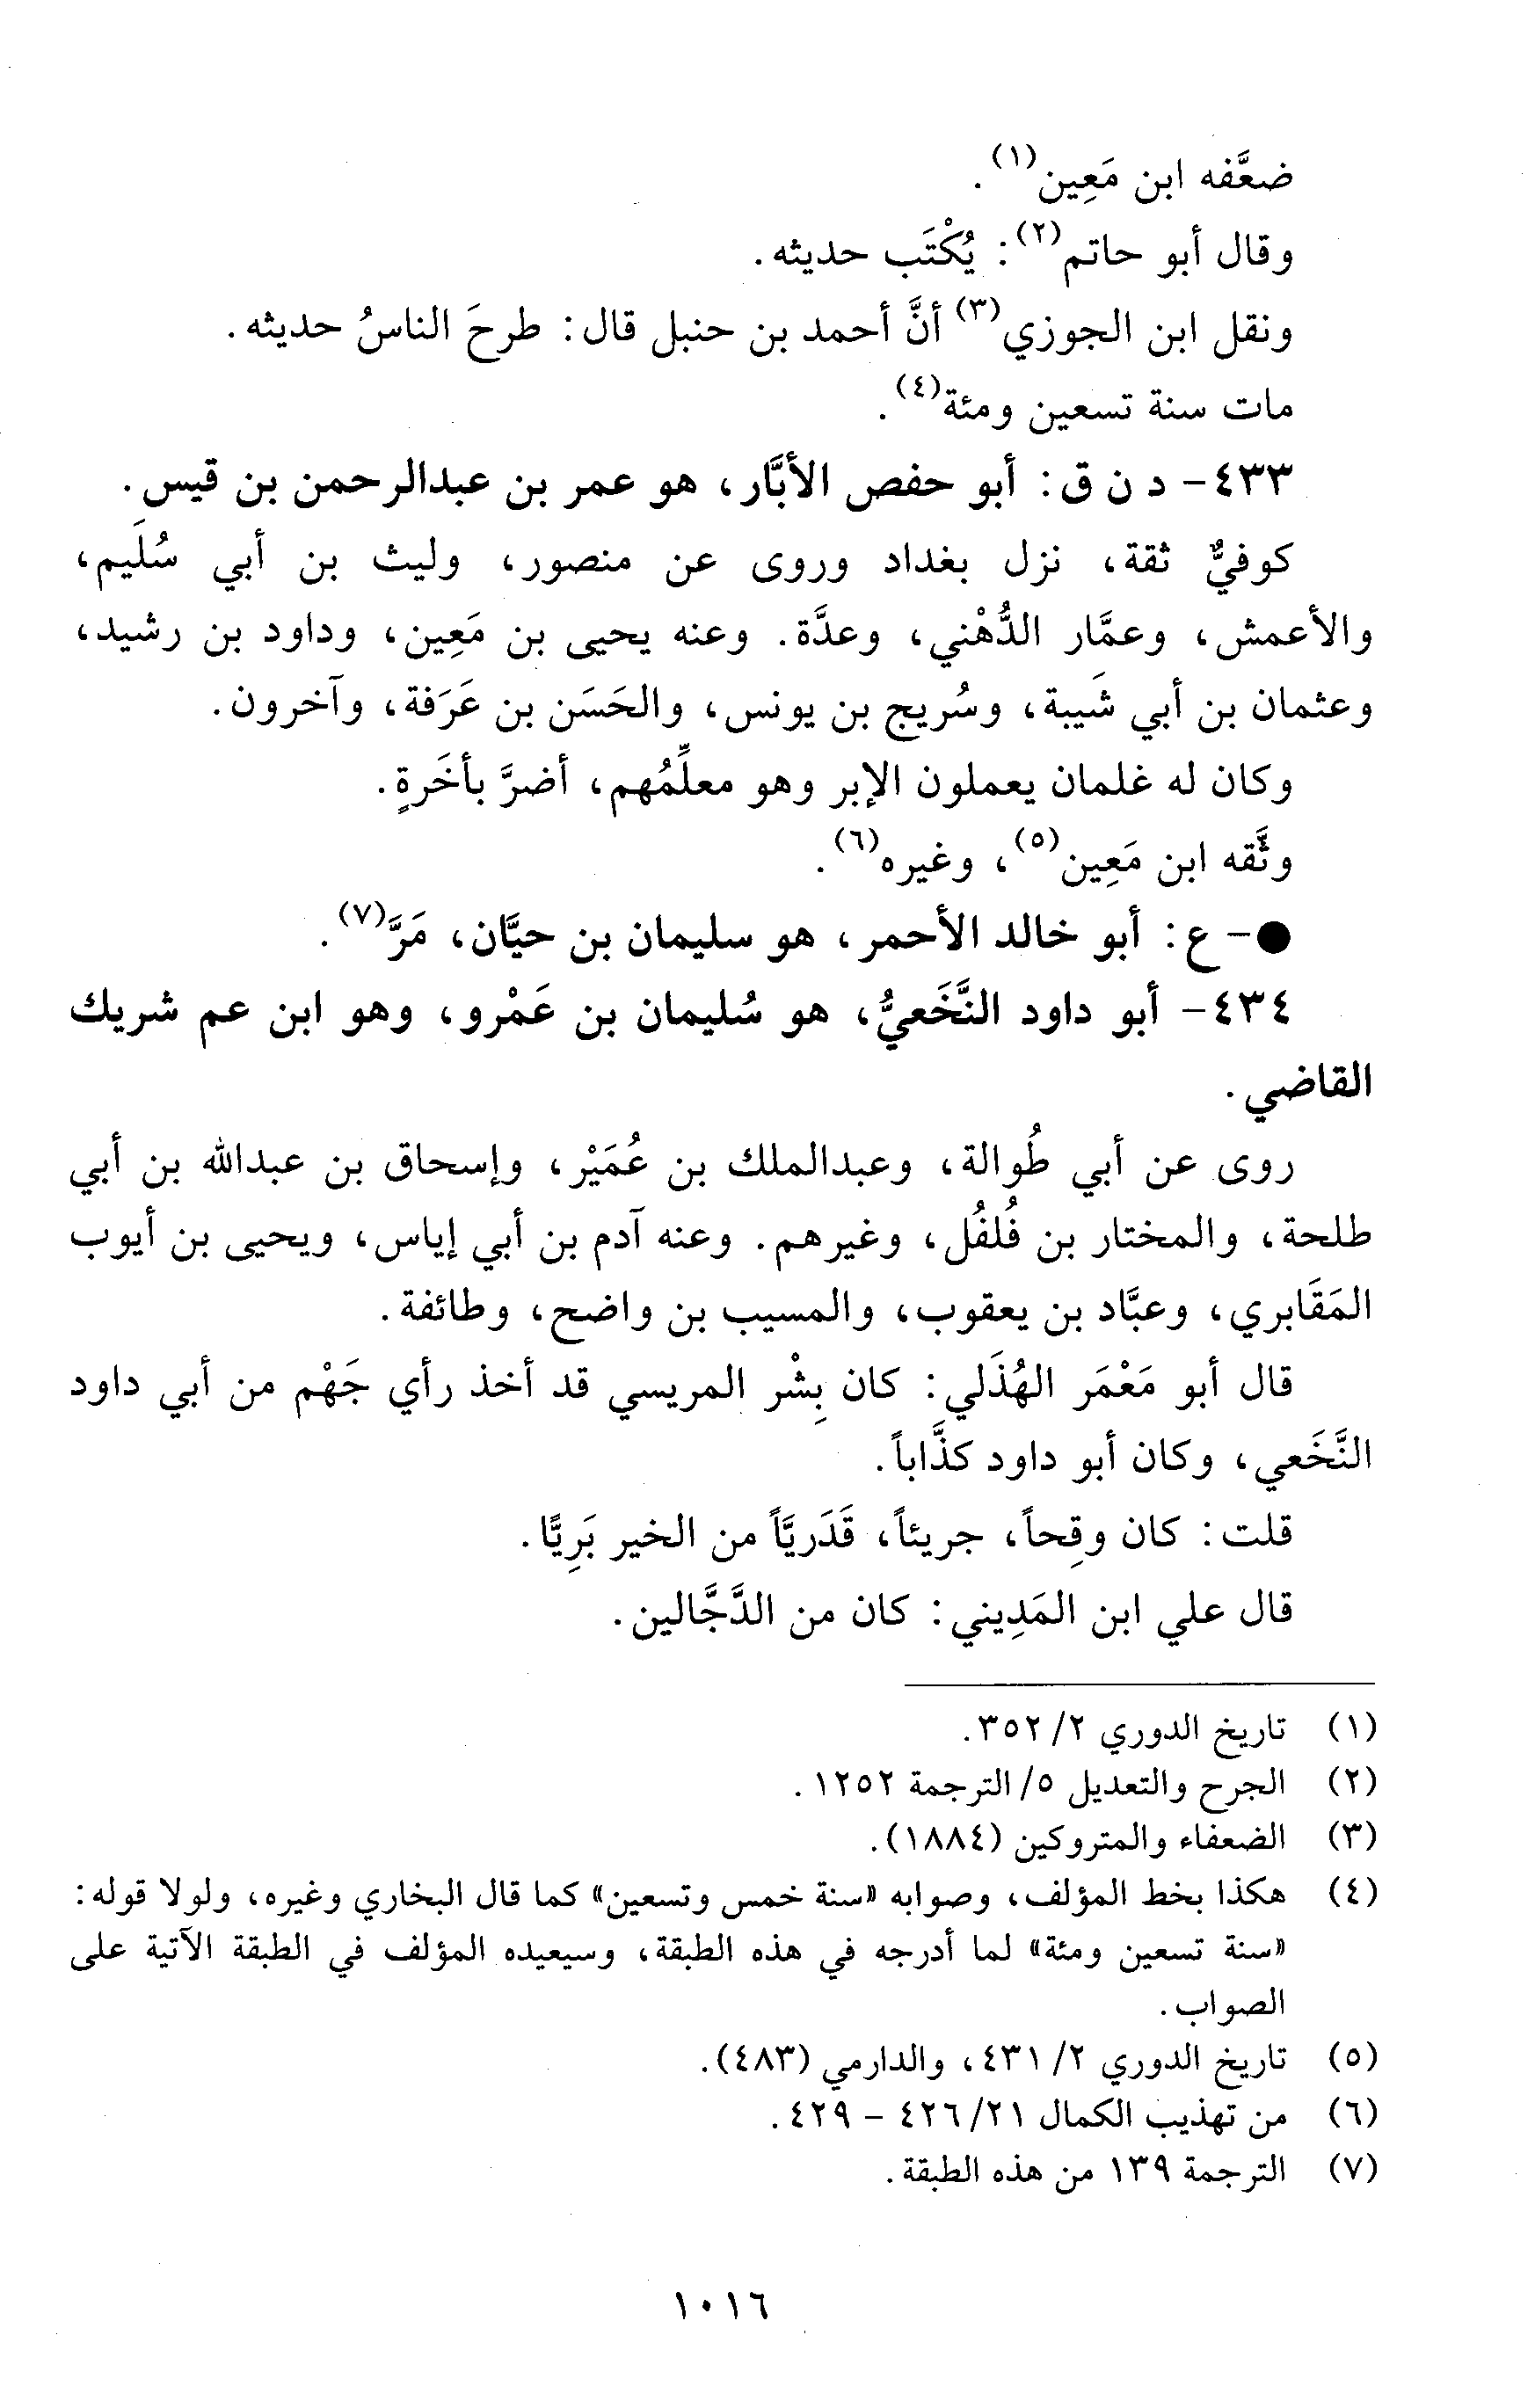 ضعَّفه ابن مَعِين(١).
وقال أبو حاتم(٢): يُكْتَب حديثه.
ونقل ابن الجوزي(٣) أنَّ أحمد بن حنبل قال: طرحَ الناسُ حديثه.
مات سنة تسعين ومئة(٤).
٤٣٣- د ن ق: أبو حفص الأبَّار، هو عمر بن عبدالرحمن بن قيس.
كوفيٌّ ثقة، نزل بغداد وروى عن منصور، وليث بن أبي سُلَيم،
والأعمش، وعمَّار الدُّهْني، وعدَّة. وعنه يحيى بن مَعِين، وداود بن رشيد،
وعثمان بن أبي شَيبة، وسُريج بن يونس، والحَسَن بن عَرَفة، وآخرون.
وكان له غلمان يعملون الإبر وهو معلِّمُهم، أضرَّ بأخَرةٍ.
وثَّقه ابن مَعِين(٥)، وغيره(٦).
●- ع: أبو خالد الأحمر، هو سليمان بن حيَّان، مَرَّ(٧).
٤٣٤- أبو داود النَّخَعيُّ، هو سُليمان بن عَمْرو، وهو ابن عم شريك
القاضي.
روى عن أبي طُوالة، وعبدالملك بن عُمَيْر، وإسحاق بن عبدالله بن أبي
طلحة، والمختار بن فُلفُل، وغيرهم. وعنه آدم بن أبي إياس، ويحيى بن أيوب
المَقَابري، وعبَّاد بن يعقوب، والمسيب بن واضح، وطائفة.
قال أبو مَعْمَر الهُذَلي: كان بِشْر المريسي قد أخذ رأي جَهْم من أبي داود
النَّخَعي، وكان أبو داود كذَّاباً.
قلت: كان وقِحاً، جريئاً، قَدَريَّاً من الخير بَرِيًّا.
قال علي ابن المَدِيني: كان من الدَّجَّالين.
(١) تاريخ الدوري ٢/ ٣٥٢.
(٢) الجرح والتعديل ٥/ الترجمة ١٢٥٢.
(٣) الضعفاء والمتروكين (١٨٨٤).
(٤) هكذا بخط المؤلف، وصوابه «سنة خمس وتسعين» كما قال البخاري وغيره، ولولا قوله:
«سنة تسعين ومئة» لما أدرجه في هذه الطبقة، وسيعيده المؤلف في الطبقة الآتية على
الصواب.
(٥) تاريخ الدوري ٢/ ٤٣١، والدارمي (٤٨٣).
(٦) من تهذيب الكمال ٢١/ ٤٢٦ - ٤٢٩.
(٧) الترجمة ١٣٩ من هذه الطبقة.
١٠١٦